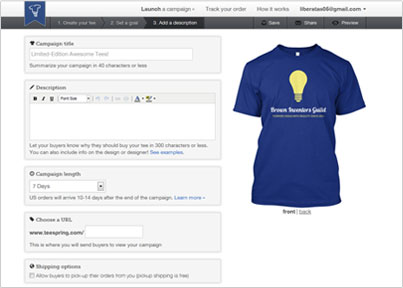 Launch a campaign Track your order How it works liberalaw06@gmail.com
1. Create your tee 2. Set a goal 3. Add a description Save Share Preview
Campaign title
Limited-Edition Awesome Tees!
Summarize your campaign in 40 characters or less
Description
B I U Font Size
Let your buyers know why they should buy your tee in 300 characters or less.
You can also include info on the design or designer! See examples.
Campaign length
7 Days
US orders will arrive 10-14 days after the end of the campaign. Learn more
Choose a URL
www.teespring.com/
This is where you will send buyers to view your campaign
Shipping options
Allow buyers to pick-up their orders from you (pickup shipping is free)
Brown Inventors Guild
front | back